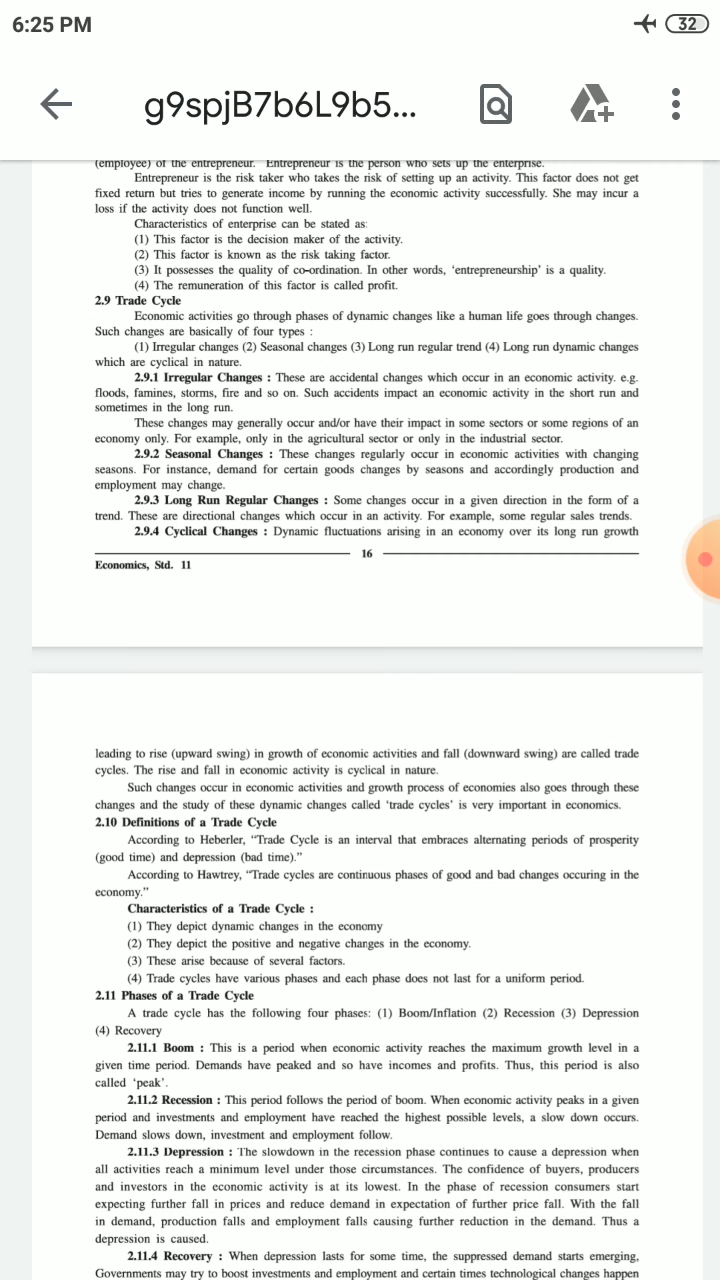 6:25 PM
32
g9spjB7b6L9b5...
(employee) of the entrepreneur. Entrepreneur is the person who sets up the enterprise.
Entrepreneur is the risk taker who takes the risk of setting up an activity. This factor does not get
fixed return but tries to generate income by running the economic activity successfully. She may incur a
loss if the activity does not function well.
Characteristics of enterprise can be stated as:
(1) This factor is the decision maker of the activity.
(2) This factor is known as the risk taking factor.
(3) It possesses the quality of co-ordination. In other words, ‘entrepreneurship’ is a quality.
(4) The remuneration of this factor is called profit.
2.9 Trade Cycle
Economic activities go through phases of dynamic changes like a human life goes through changes.
Such changes are basically of four types :
(1) Irregular changes (2) Seasonal changes (3) Long run regular trend (4) Long run dynamic changes
which are cyclical in nature.
2.9.1 Irregular Changes : These are accidental changes which occur in an economic activity. e.g.
floods, famines, storms, fire and so on. Such accidents impact an economic activity in the short run and
sometimes in the long run.
These changes may generally occur and/or have their impact in some sectors or some regions of an
economy only. For example, only in the agricultural sector or only in the industrial sector.
2.9.2 Seasonal Changes : These changes regularly occur in economic activities with changing
seasons. For instance, demand for certain goods changes by seasons and accordingly production and
employment may change.
2.9.3 Long Run Regular Changes : Some changes occur in a given direction in the form of a
trend. These are directional changes which occur in an activity. For example, some regular sales trends.
2.9.4 Cyclical Changes : Dynamic fluctuations arising in an economy over its long run growth
16
Economics, Std. 11
leading to rise (upward swing) in growth of economic activities and fall (downward swing) are called trade
cycles. The rise and fall in economic activity is cyclical in nature.
Such changes occur in economic activities and growth process of economies also goes through these
changes and the study of these dynamic changes called ‘trade cycles’ is very important in economics.
2.10 Definitions of a Trade Cycle
According to Heberler, “Trade Cycle is an interval that embraces alternating periods of prosperity
(good time) and depression (bad time).”
According to Hawtrey, “Trade cycles are continuous phases of good and bad changes occuring in the
economy.”
Characteristics of a Trade Cycle :
(1) They depict dynamic changes in the economy
(2) They depict the positive and negative changes in the economy.
(3) These arise because of several factors.
(4) Trade cycles have various phases and each phase does not last for a uniform period.
2.11 Phases of a Trade Cycle
A trade cycle has the following four phases: (1) Boom/Inflation (2) Recession (3) Depression
(4) Recovery
2.11.1 Boom : This is a period when economic activity reaches the maximum growth level in a
given time period. Demands have peaked and so have incomes and profits. Thus, this period is also
called ‘peak’.
2.11.2 Recession : This period follows the period of boom. When economic activity peaks in a given
period and investments and employment have reached the highest possible levels, a slow down occurs.
Demand slows down, investment and employment follow.
2.11.3 Depression : The slowdown in the recession phase continues to cause a depression when
all activities reach a minimum level under those circumstances. The confidence of buyers, producers
and investors in the economic activity is at its lowest. In the phase of recession consumers start
expecting further fall in prices and reduce demand in expectation of further price fall. With the fall
in demand, production falls and employment falls causing further reduction in the demand. Thus a
depression is caused.
2.11.4 Recovery : When depression lasts for some time, the suppressed demand starts emerging,
Governments may try to boost investments and employment and certain times technological changes happen